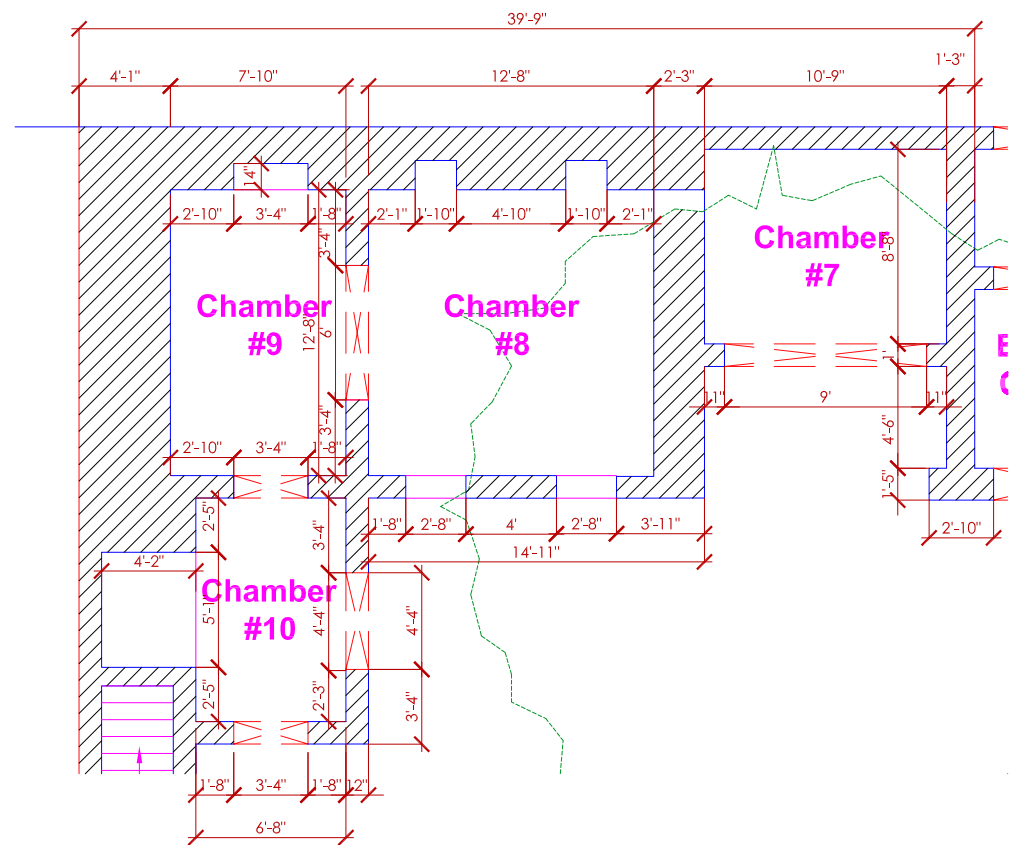 39'-9"
1'-3"
4'-1" 7'-10" 12'-8" 2'-3" 10'-9"
14"
2'-10" 3'-4" 1'-8" 2'-1" 1'-10" 4'-10" 1'-10" 2'-1"
3'-4"
8'-8"
Chamber
#7
Chamber
#9
Chamber
#8
12'-8"
6'
1'
11" 9' 11"
3'-4"
4'-6"
2'-10" 3'-4" 1'-8"
1'-5"
2'-5" 3'-4" 1'-8" 2'-8" 4' 2'-8" 3'-11" 2'-10"
14'-11"
4'-2"
Chamber
#10
5'-1" 4'-4" 4'-4"
2'-5" 2'-3" 3'-4"
1'-8" 3'-4" 1'-8" 12"
6'-8"